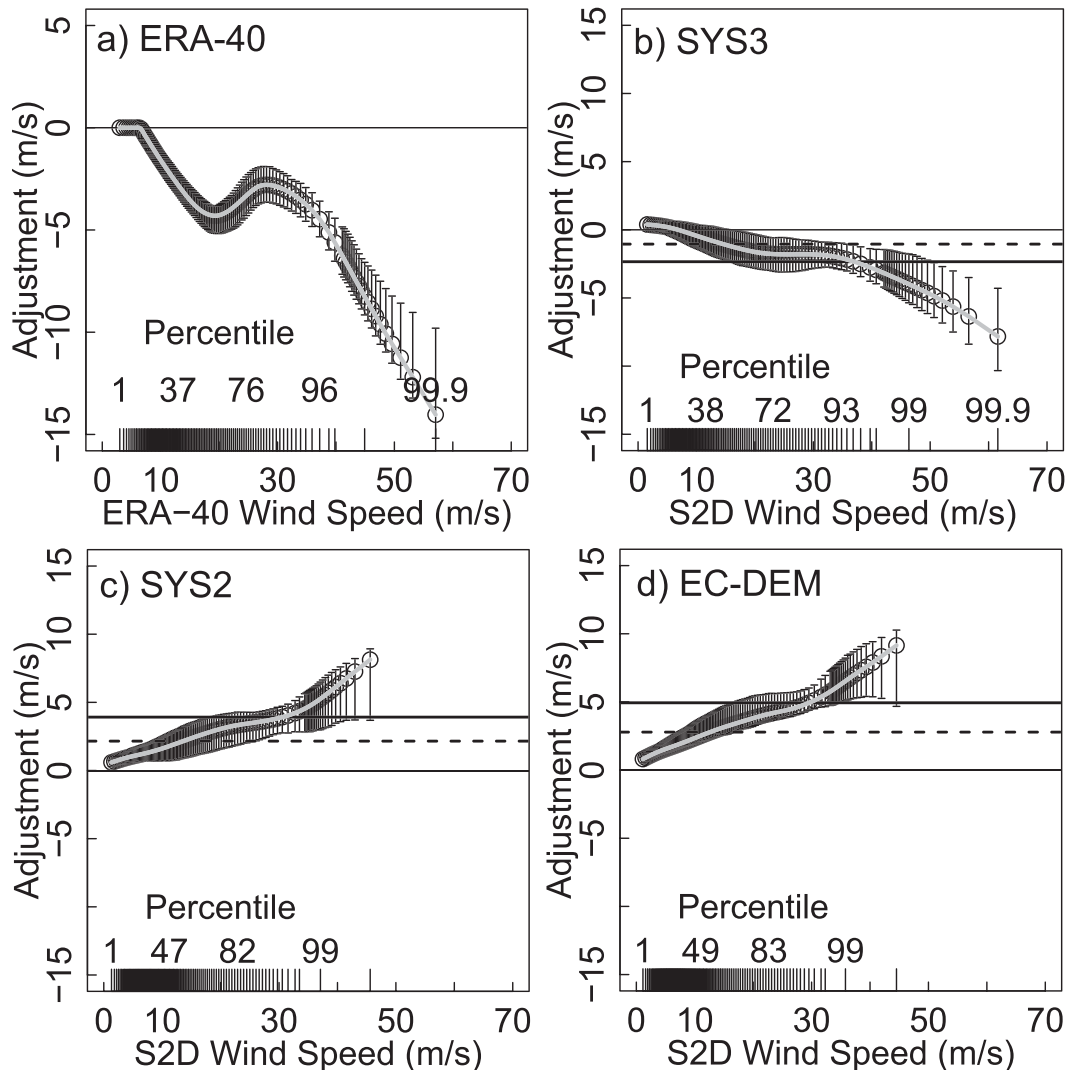 a) ERA-40
Adjustment (m/s)
5
0
−5
−10
−15
Percentile
1 37 76 96 99.9
0 10 30 50 70
ERA−40 Wind Speed (m/s)
b) SYS3
Adjustment (m/s)
15
10
5
0
−5
−15
Percentile
1 38 72 93 99 99.9
0 10 30 50 70
S2D Wind Speed (m/s)
c) SYS2
Adjustment (m/s)
15
10
5
0
−5
−15
Percentile
1 47 82 99
0 10 30 50 70
S2D Wind Speed (m/s)
d) EC-DEM
Adjustment (m/s)
15
10
5
0
−5
−15
Percentile
1 49 83 99
0 10 30 50 70
S2D Wind Speed (m/s)